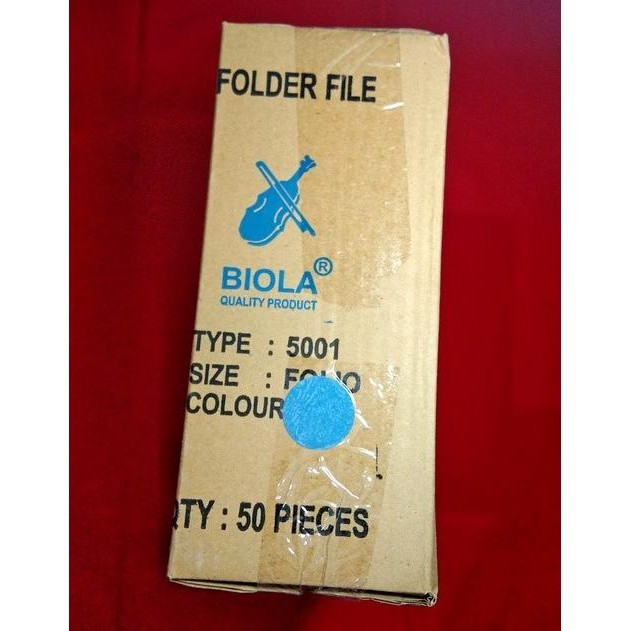 FOLDER FILE
BIOLA®
QUALITY PRODUCT
TYPE : 5001
SIZE : FOLIO
COLOUR
QTY : 50 PIECES